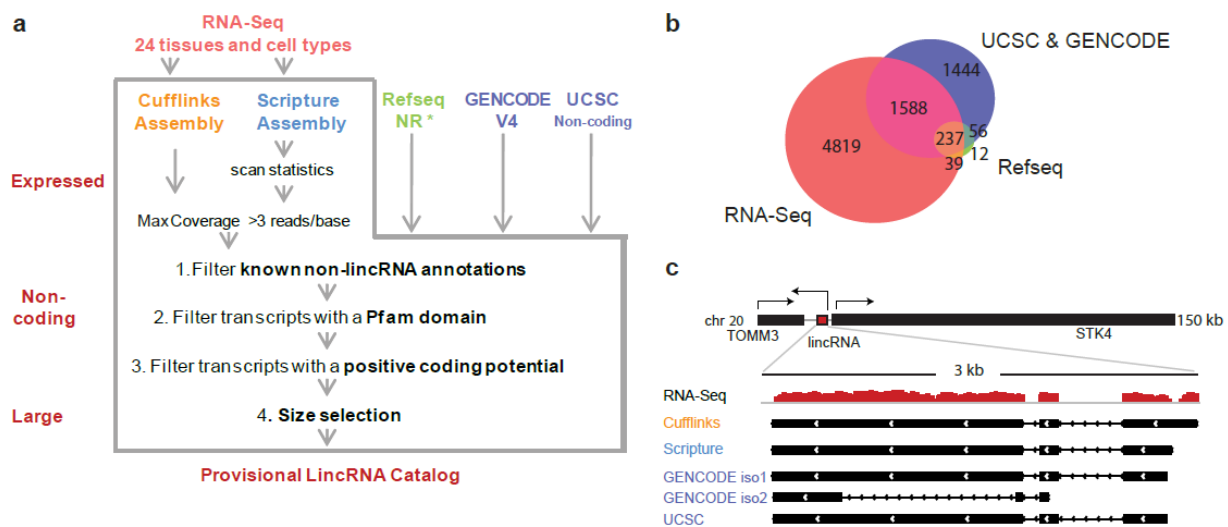 a
RNA-Seq
24 tissues and cell types
Cufflinks
Assembly
Scripture
Assembly
Refseq
NR *
GENCODE
V4
UCSC
Non-coding
Expressed
scan statistics
Max Coverage >3 reads/base
1. Filter known non-lincRNA annotations
Non-
coding
2. Filter transcripts with a Pfam domain
3. Filter transcripts with a positive coding potential
Large
4. Size selection
Provisional LincRNA Catalog
b
UCSC & GENCODE
1444
1588
56
237
4819
12
39
Refseq
RNA-Seq
c
chr 20
150 kb
TOMM3
lincRNA
STK4
3 kb
RNA-Seq
Cufflinks
Scripture
GENCODE iso1
GENCODE iso2
UCSC